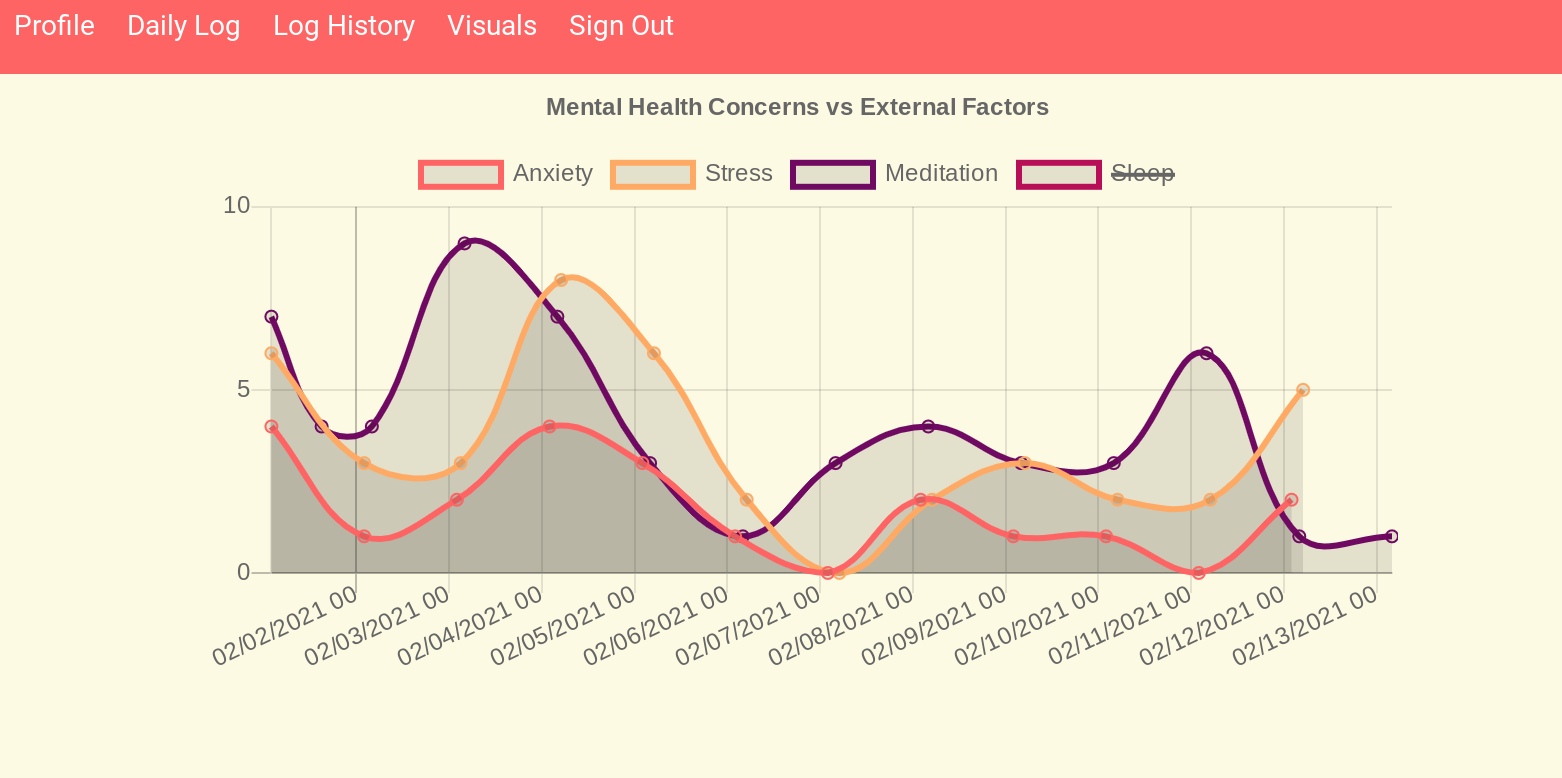 Profile Daily Log Log History Visuals Sign Out
Mental Health Concerns vs External Factors
Anxiety Stress Meditation Sleep
10
5
0
02/02/2021 00 02/03/2021 00 02/04/2021 00 02/05/2021 00 02/06/2021 00 02/07/2021 00 02/08/2021 00 02/09/2021 00 02/10/2021 00 02/11/2021 00 02/12/2021 00 02/13/2021 00